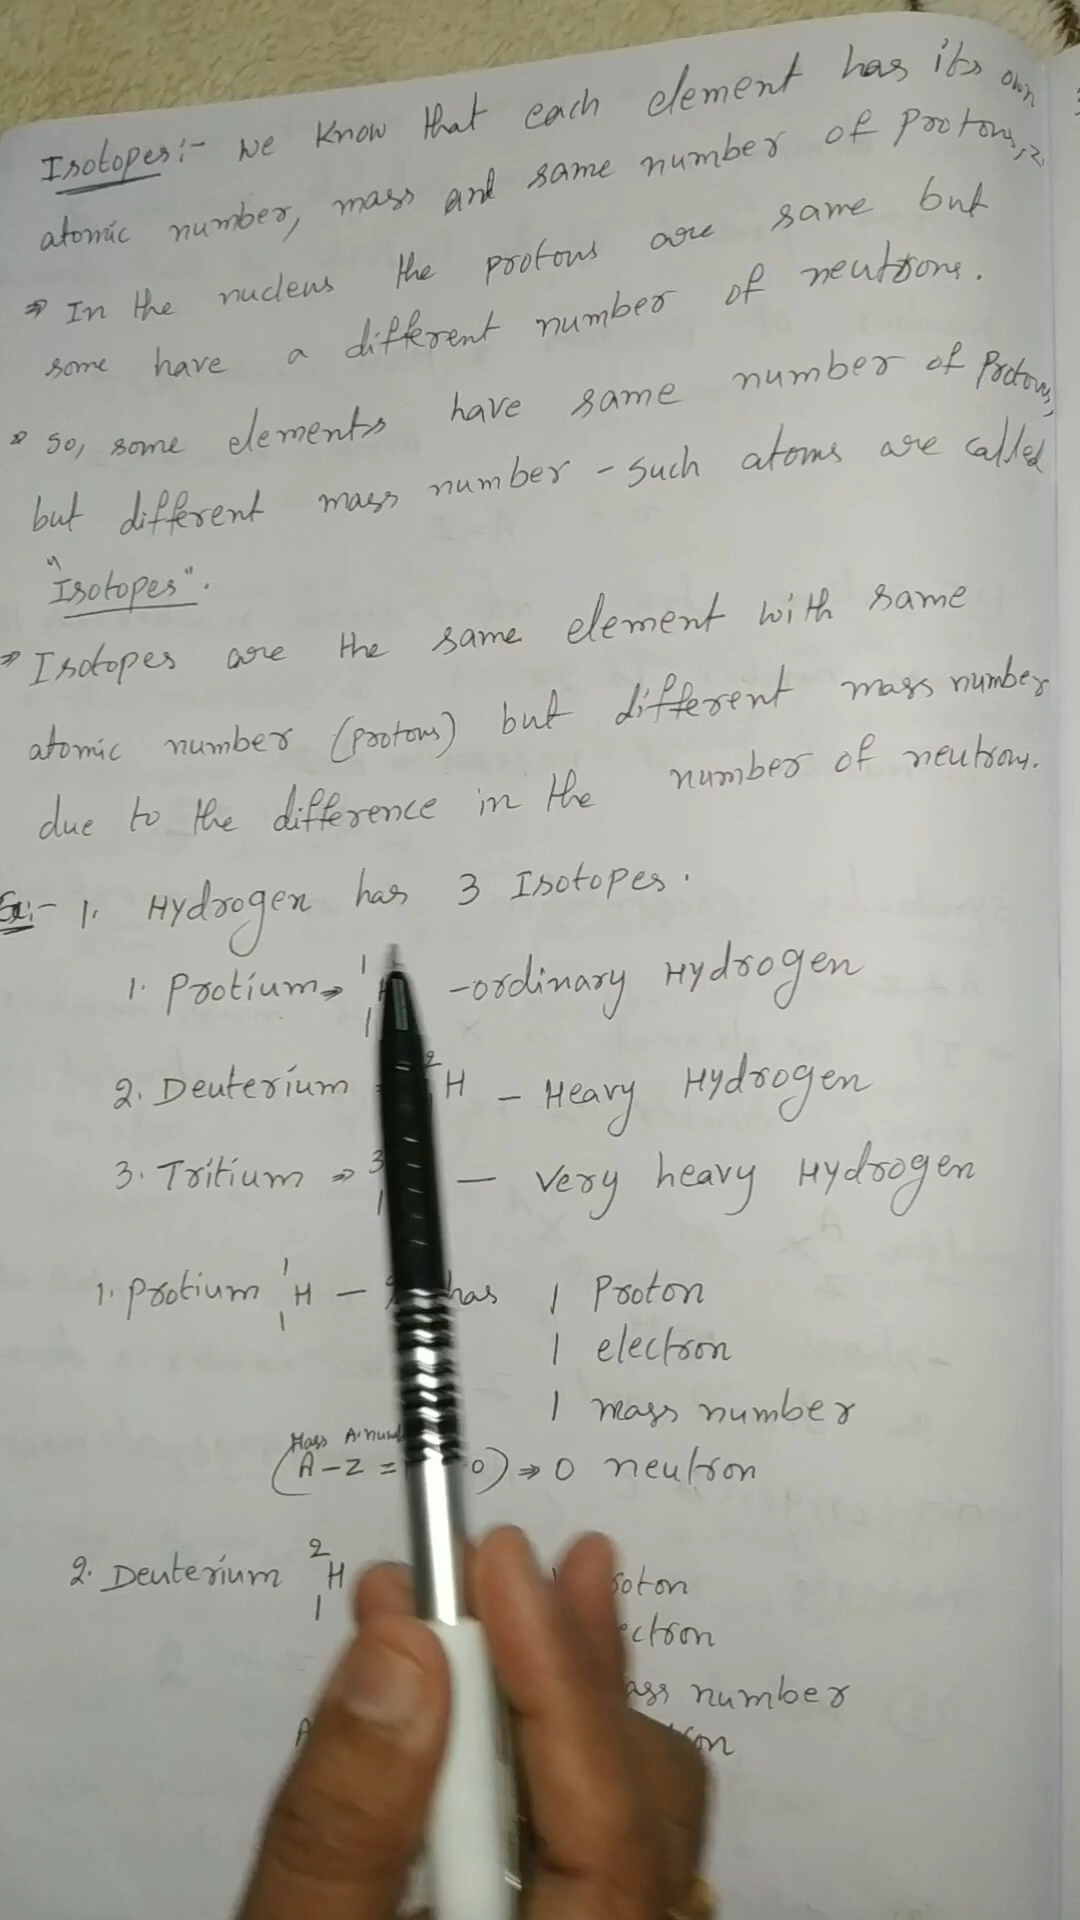 Isotopes:- we know that each element has its own
atomic number, mass and same number of protons,
⇒ In the nucleus the protons are same but
some have a different number of neutrons.
⇒ so, some elements have same number of protons,
but different mass number - such atoms are called
"Isotopes".
⇒ Isotopes are the same element with same
atomic number (protons) but different mass number
due to the difference in the number of neutrons.
Ex:- 1. Hydrogen has 3 Isotopes.
1. Protium ⇒ ¹₁H - ordinary Hydrogen
2. Deuterium ²H - Heavy Hydrogen
3. Tritium ⇒ ³₁ - Very heavy Hydrogen
1. Protium ¹₁H - has 1 Proton
1 electron
1 mass number
Mass
(A-Z = 0) ⇒ 0 neutron
2. Deuterium ²₁H